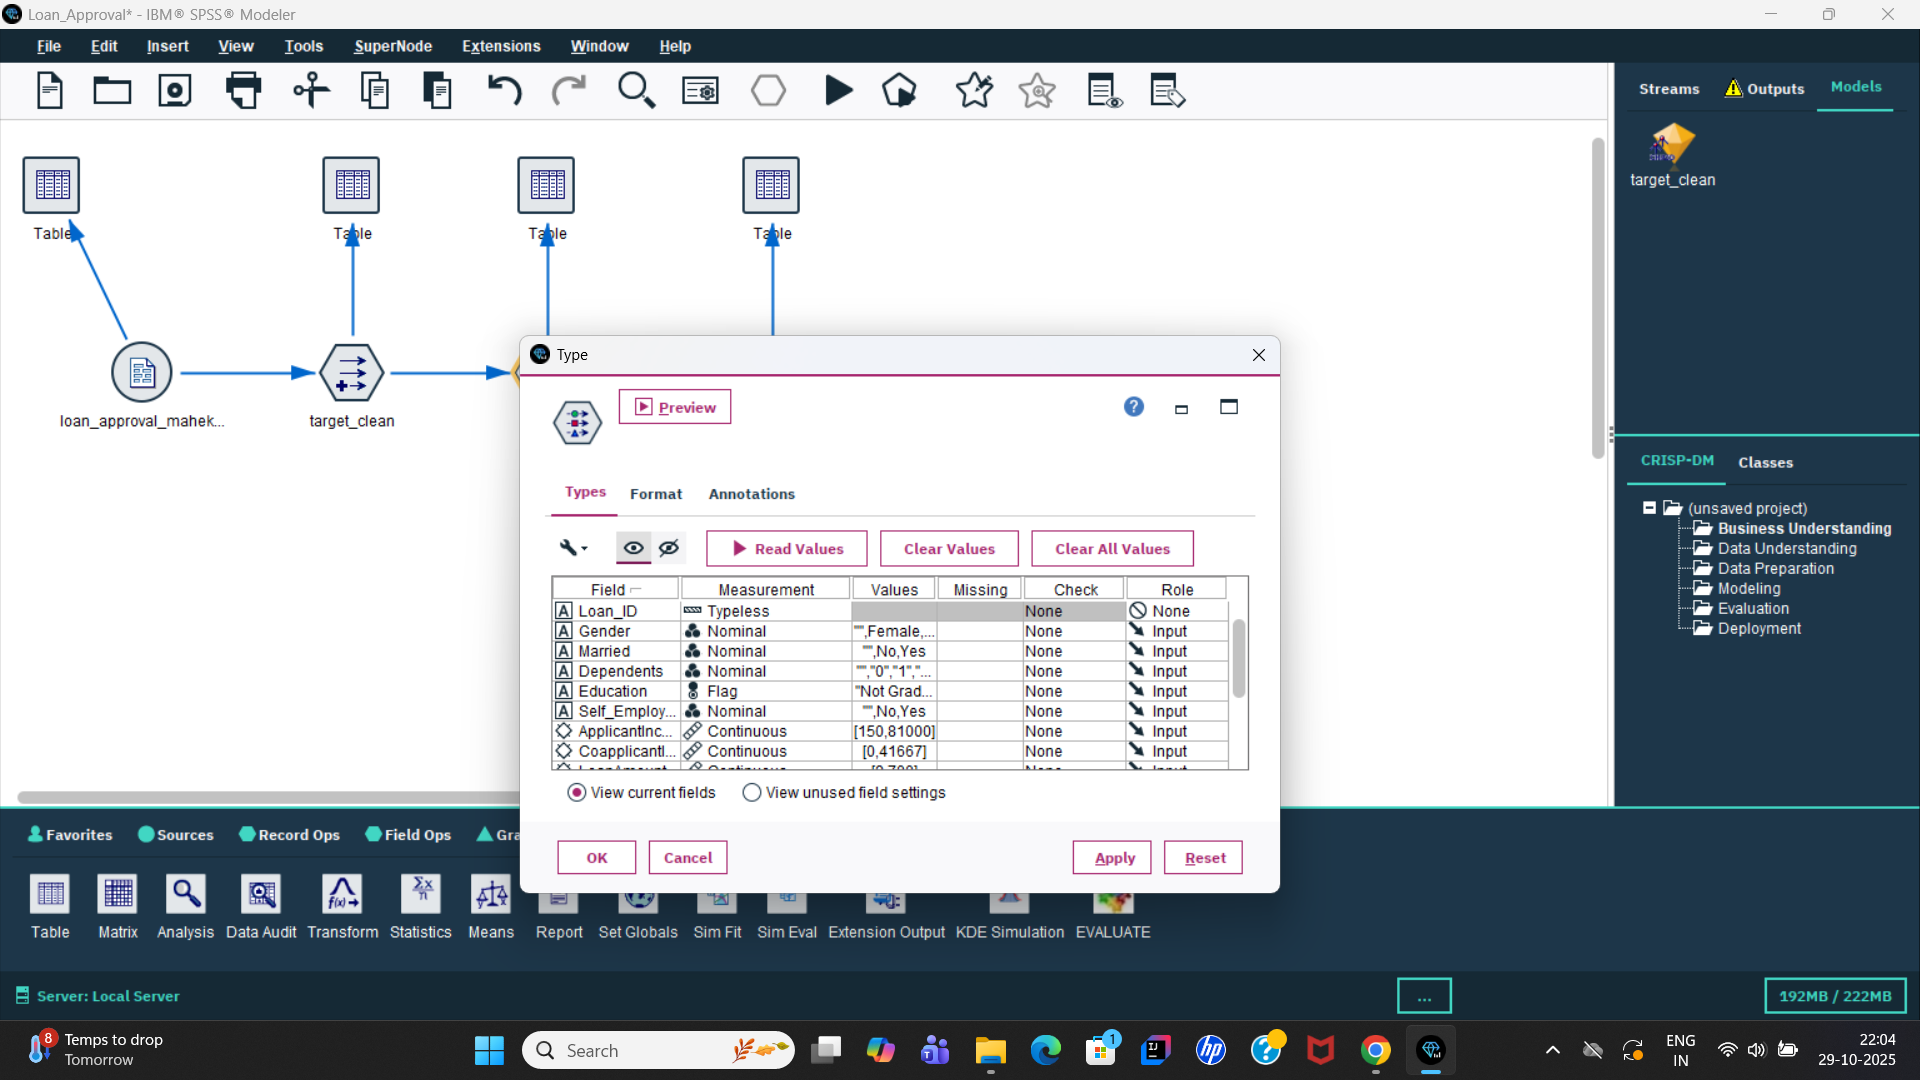 Loan_Approval* - IBM® SPSS® Modeler
File Edit Insert View Tools SuperNode Extensions Window Help
Streams Outputs Models
target_clean
Table Table Table Table
loan_approval_mahek... target_clean
Type
Preview
Types Format Annotations
Read Values Clear Values Clear All Values
Field Measurement Values Missing Check Role
Loan_ID Typeless None None
Gender Nominal "",Female,... None Input
Married Nominal "",No,Yes None Input
Dependents Nominal "","0","1","... None Input
Education Flag "Not Grad... None Input
Self_Employ... Nominal "",No,Yes None Input
ApplicantInc... Continuous [150,81000] None Input
CoapplicantI... Continuous [0,41667] None Input
View current fields View unused field settings
OK Cancel Apply Reset
CRISP-DM Classes
(unsaved project)
Business Understanding
Data Understanding
Data Preparation
Modeling
Evaluation
Deployment
Favorites Sources Record Ops Field Ops Gra
Table Matrix Analysis Data Audit Transform Statistics Means Report Set Globals Sim Fit Sim Eval Extension Output KDE Simulation EVALUATE
Server: Local Server ... 192MB / 222MB
8 Temps to drop
Tomorrow
Search
1
ENG
IN
22:04
29-10-2025